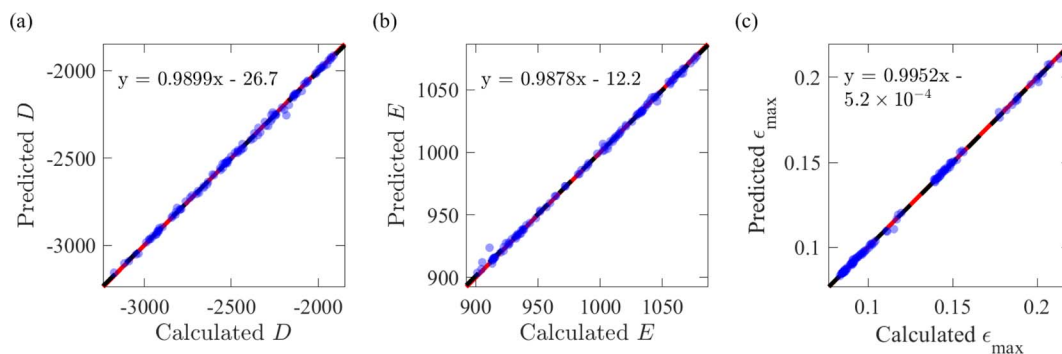 (a)
y = 0.9899x - 26.7
Predicted D
-2000
-2500
-3000
-3000
-2500
-2000
Calculated D
(b)
y = 0.9878x - 12.2
Predicted E
1050
1000
950
900
900
950
1000
1050
Calculated E
(c)
y = 0.9952x -
5.2 × 10⁻⁴
Predicted ϵmax
0.2
0.15
0.1
0.1
0.15
0.2
Calculated ϵmax